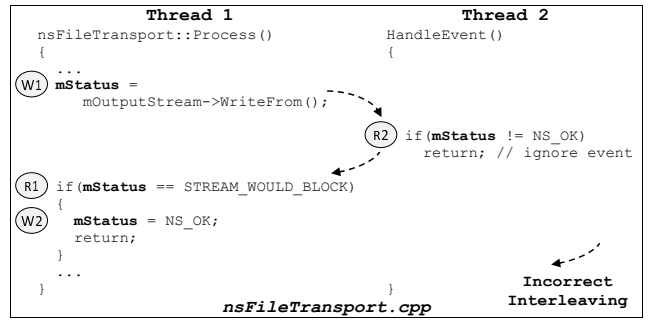 Thread 1 Thread 2
nsFileTransport::Process() HandleEvent()
{ {
...
W1 mStatus =
mOutputStream->WriteFrom();
R2 if(mStatus != NS_OK)
return; // ignore event
R1 if(mStatus == STREAM_WOULD_BLOCK)
{
W2 mStatus = NS_OK;
return;
}
...
} }
Incorrect
Interleaving
nsFileTransport.cpp